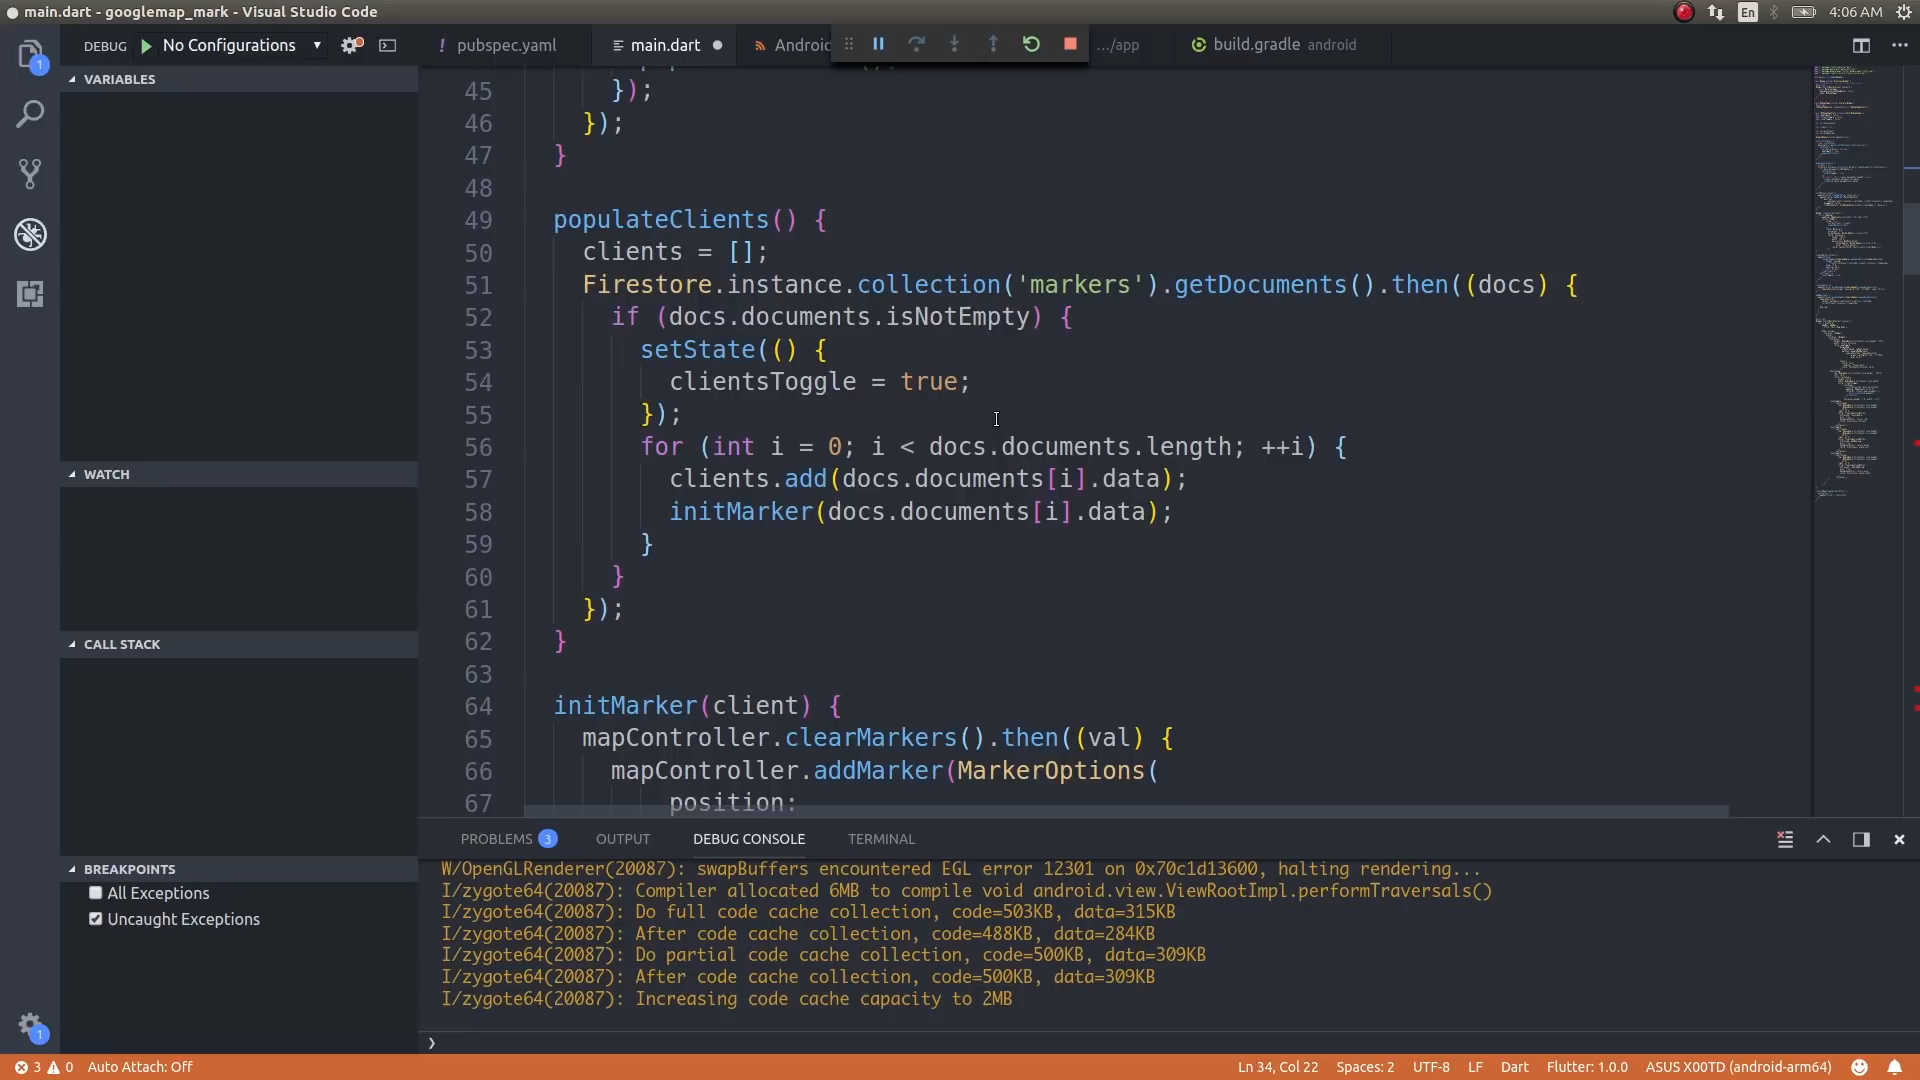 main.dart - googlemap_mark - Visual Studio Code
En
4:06 AM
DEBUG
No Configurations
! pubspec.yaml
main.dart
Android
.../app
build.gradle android
1
VARIABLES
WATCH
CALL STACK
BREAKPOINTS
All Exceptions
Uncaught Exceptions
1
45 });
46 });
47 }
48
49 populateClients() {
50 clients = [];
51 Firestore.instance.collection('markers').getDocuments().then((docs) {
52 if (docs.documents.isNotEmpty) {
53 setState(() {
54 clientsToggle = true;
55 });
56 for (int i = 0; i < docs.documents.length; ++i) {
57 clients.add(docs.documents[i].data);
58 initMarker(docs.documents[i].data);
59 }
60 }
61 });
62 }
63
64 initMarker(client) {
65 mapController.clearMarkers().then((val) {
66 mapController.addMarker(MarkerOptions(
67 position:
PROBLEMS 3 OUTPUT DEBUG CONSOLE TERMINAL
W/OpenGLRenderer(20087): swapBuffers encountered EGL error 12301 on 0x70c1d13600, halting rendering...
I/zygote64(20087): Compiler allocated 6MB to compile void android.view.ViewRootImpl.performTraversals()
I/zygote64(20087): Do full code cache collection, code=503KB, data=315KB
I/zygote64(20087): After code cache collection, code=488KB, data=284KB
I/zygote64(20087): Do partial code cache collection, code=500KB, data=309KB
I/zygote64(20087): After code cache collection, code=500KB, data=309KB
I/zygote64(20087): Increasing code cache capacity to 2MB
❯
3 0 Auto Attach: Off
Ln 34, Col 22 Spaces: 2 UTF-8 LF Dart Flutter: 1.0.0 ASUS X00TD (android-arm64)